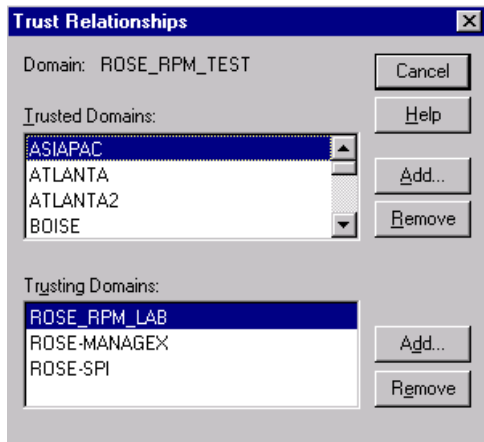 Trust Relationships
Domain: ROSE_RPM_TEST
Cancel
Trusted Domains:
Help
ASIAPAC
ATLANTA
ATLANTA2
BOISE
Add...
Remove
Trusting Domains:
ROSE_RPM_LAB
ROSE-MANAGEX
ROSE-SPI
Add...
Remove